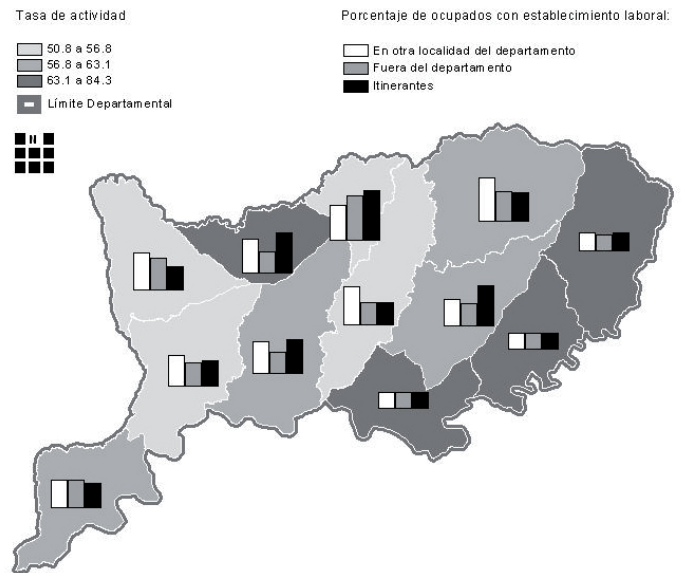 Tasa de actividad
50.8 a 56.8
56.8 a 63.1
63.1 a 84.3
Límite Departamental
N
Porcentaje de ocupados con establecimiento laboral:
En otra localidad del departamento
Fuera del departamento
Itinerantes